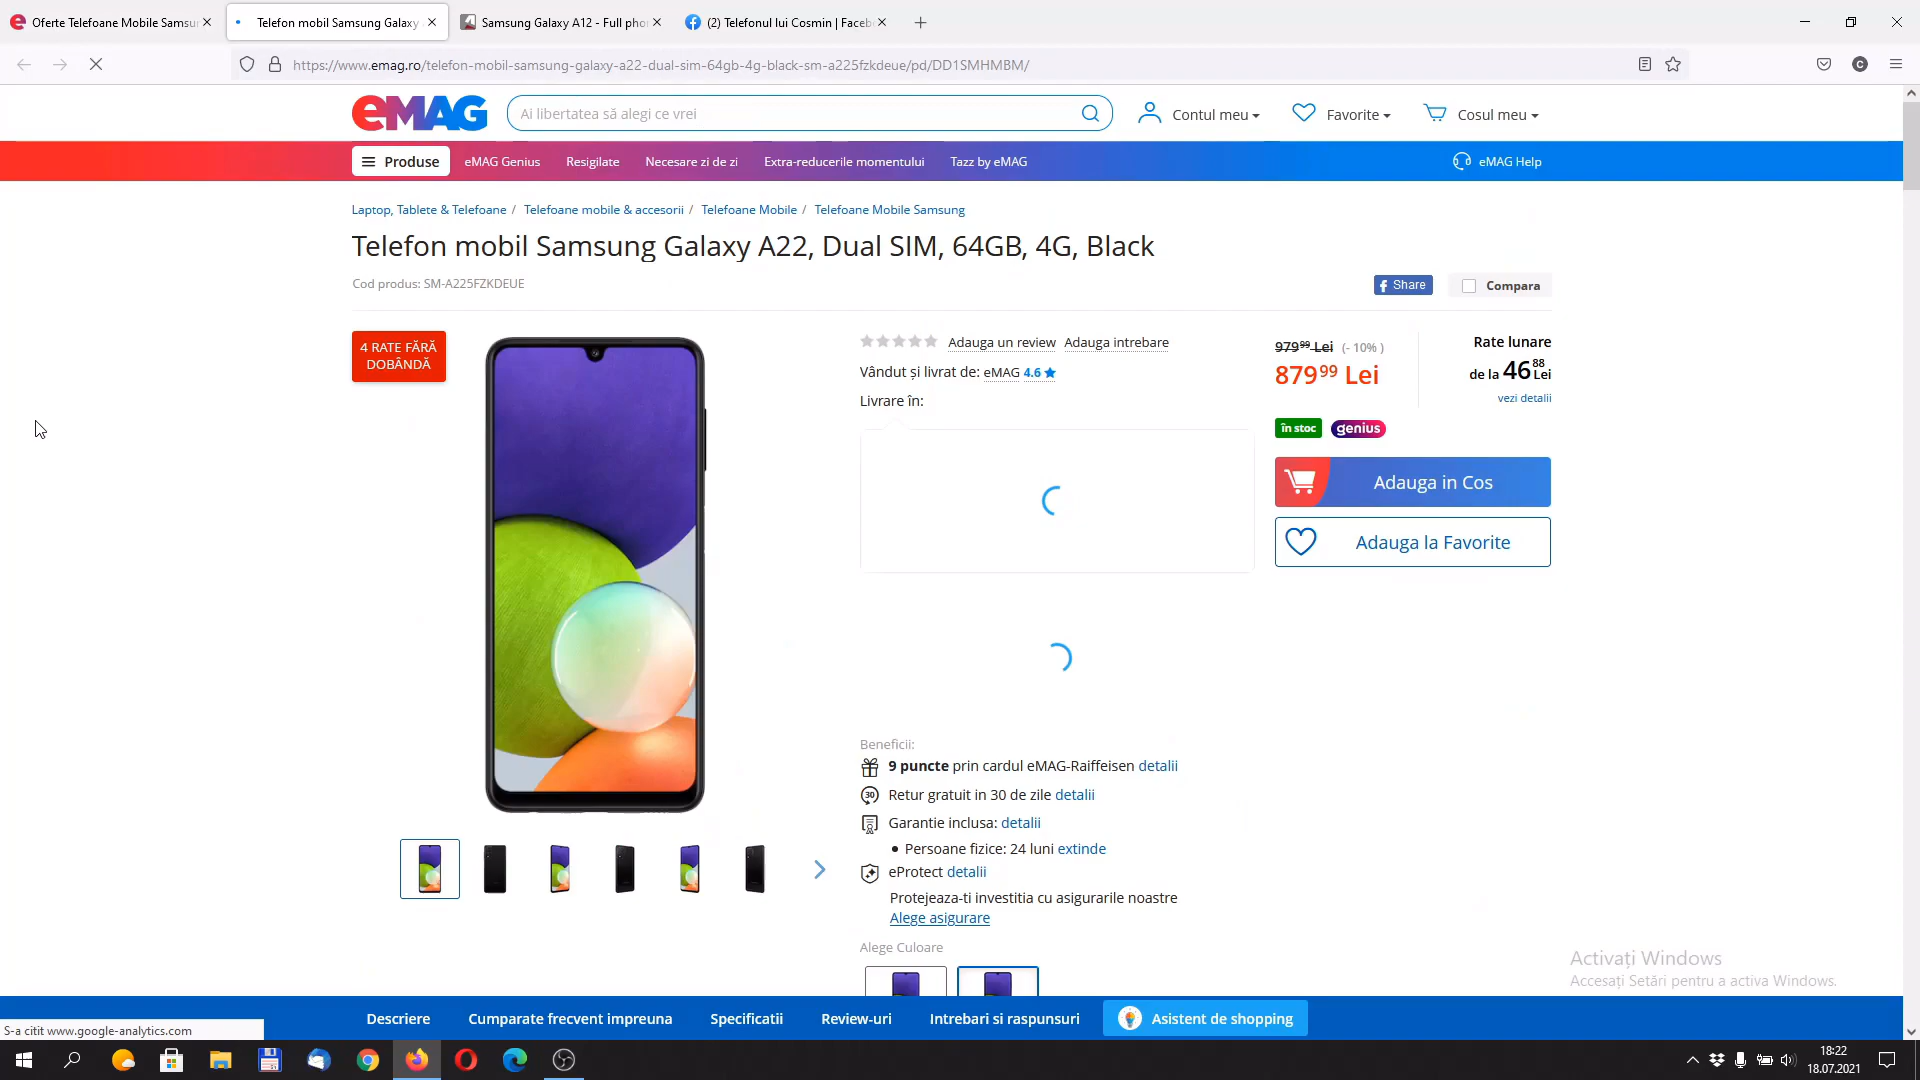 Oferte Telefoane Mobile Samsu
Telefon mobil Samsung Galaxy
Samsung Galaxy A12 - Full pho
(2) Telefonul lui Cosmin | Faceb
https://www.emag.ro/telefon-mobil-samsung-galaxy-a22-dual-sim-64gb-4g-black-sm-a225fzkdeue/pd/DD1SMHMBM/
C
eMAG
Ai libertatea să alegi ce vrei
Contul meu
Favorite
Cosul meu
Produse
eMAG Genius
Resigilate
Necesare zi de zi
Extra-reducerile momentului
Tazz by eMAG
eMAG Help
Laptop, Tablete & Telefoane / Telefoane mobile & accesorii / Telefoane Mobile / Telefoane Mobile Samsung
Telefon mobil Samsung Galaxy A22, Dual SIM, 64GB, 4G, Black
Cod produs: SM-A225FZKDEUE
Share
Compara
4 RATE FĂRĂ
DOBÂNDĂ
Adauga un review
Adauga intrebare
Vândut și livrat de: eMAG 4.6
Livrare în:
979⁹⁹ Lei (- 10% )
879⁹⁹ Lei
Rate lunare
de la 46⁸⁸ Lei
vezi detalii
în stoc
genius
Adauga in Cos
Adauga la Favorite
Beneficii:
9 puncte prin cardul eMAG-Raiffeisen detalii
30
Retur gratuit in 30 de zile detalii
Garantie inclusa: detalii
• Persoane fizice: 24 luni extinde
eProtect detalii
Protejeaza-ti investitia cu asigurarile noastre
Alege asigurare
Alege Culoare
Activați Windows
Accesați Setări pentru a activa Windows.
Descriere
Cumparate frecvent impreuna
Specificatii
Review-uri
Intrebari si raspunsuri
Asistent de shopping
S-a citit www.google-analytics.com
18:22
18.07.2021